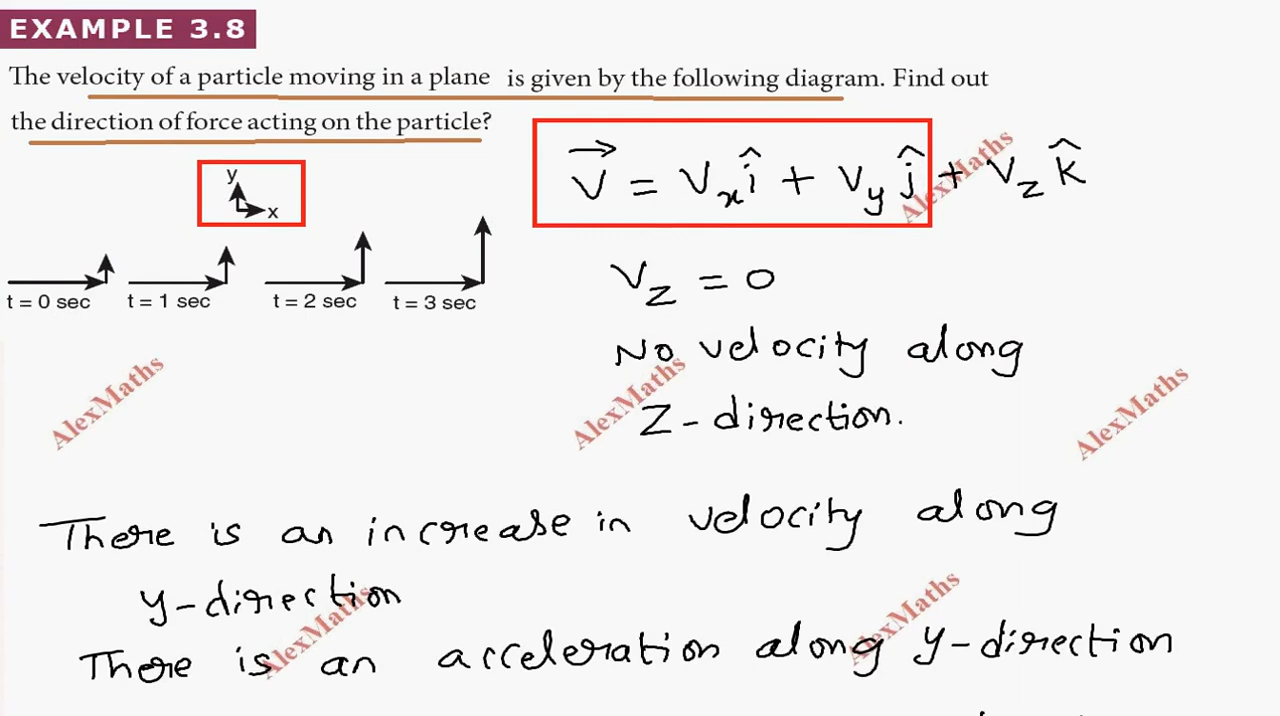 EXAMPLE 3.8
The velocity of a particle moving in a plane is given by the following diagram. Find out
the direction of force acting on the particle?
y
x
t = 0 sec t = 1 sec t = 2 sec t = 3 sec
V⃗ = Vₓî + Vyĵ + V_Z k̂
V_Z = 0
No velocity along
Z-direction.
AlexMaths
AlexMaths
AlexMaths
AlexMaths
There is an increase in velocity along
y-direction
There is an acceleration along y-direction
AlexMaths
AlexMaths